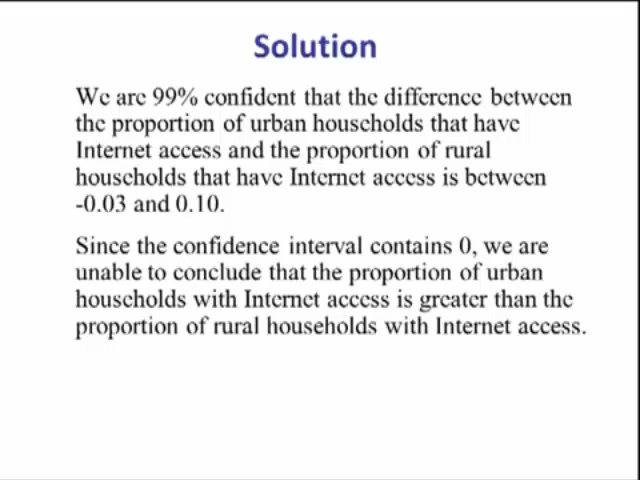 Solution
We are 99% confident that the difference between
the proportion of urban households that have
Internet access and the proportion of rural
households that have Internet access is between
-0.03 and 0.10.
Since the confidence interval contains 0, we are
unable to conclude that the proportion of urban
households with Internet access is greater than the
proportion of rural households with Internet access.